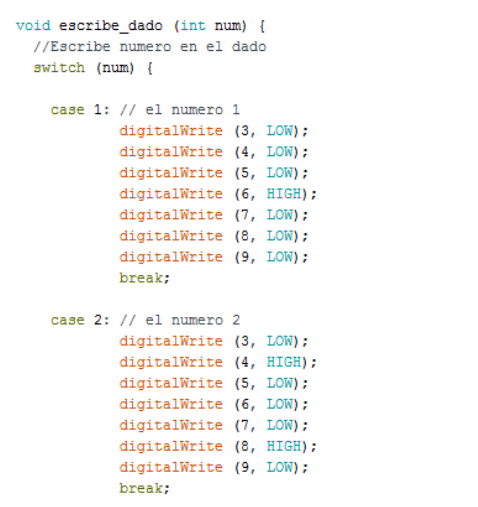 void escribe_dado (int num) {
//Escribe numero en el dado
switch (num) {
case 1: // el numero 1
digitalWrite (3, LOW);
digitalWrite (4, LOW);
digitalWrite (5, LOW);
digitalWrite (6, HIGH);
digitalWrite (7, LOW);
digitalWrite (8, LOW);
digitalWrite (9, LOW);
break;
case 2: // el numero 2
digitalWrite (3, LOW);
digitalWrite (4, HIGH);
digitalWrite (5, LOW);
digitalWrite (6, LOW);
digitalWrite (7, LOW);
digitalWrite (8, HIGH);
digitalWrite (9, LOW);
break;